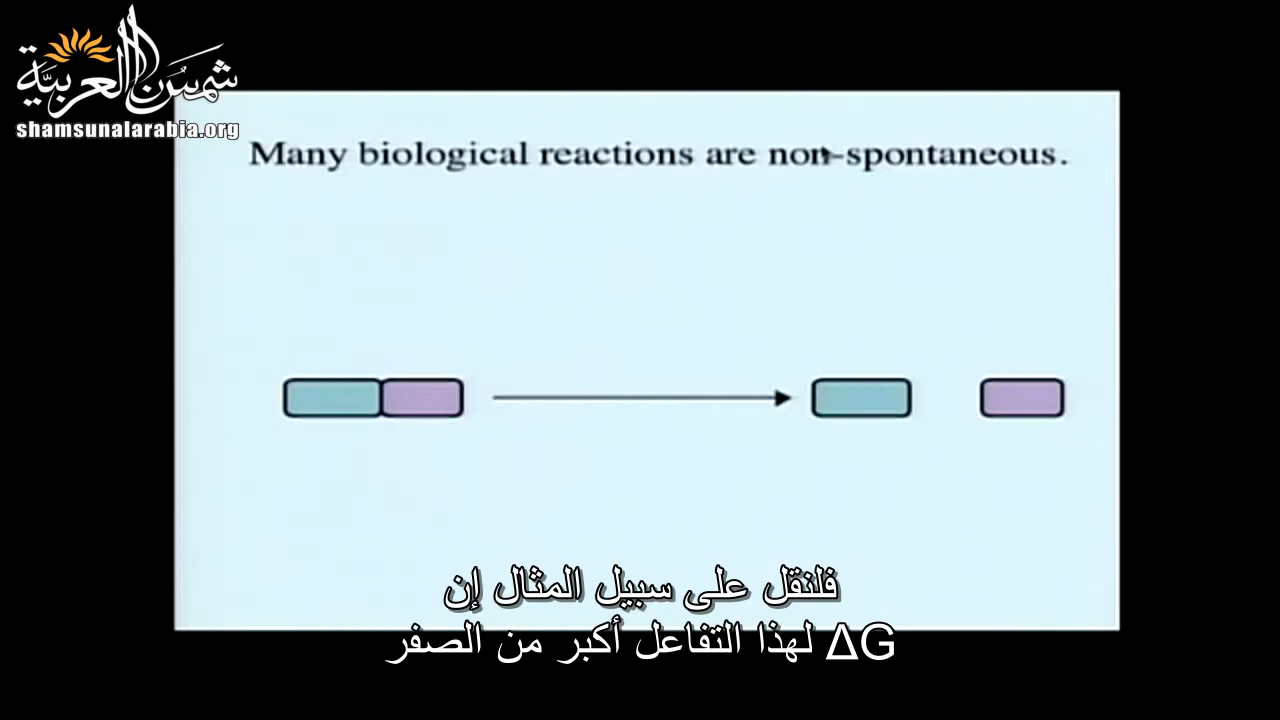 شمس العربية
shamsunalarabia.org
Many biological reactions are non-spontaneous.
فلنقل على سبيل المثال إن
ΔG لهذا التفاعل أكبر من الصفر